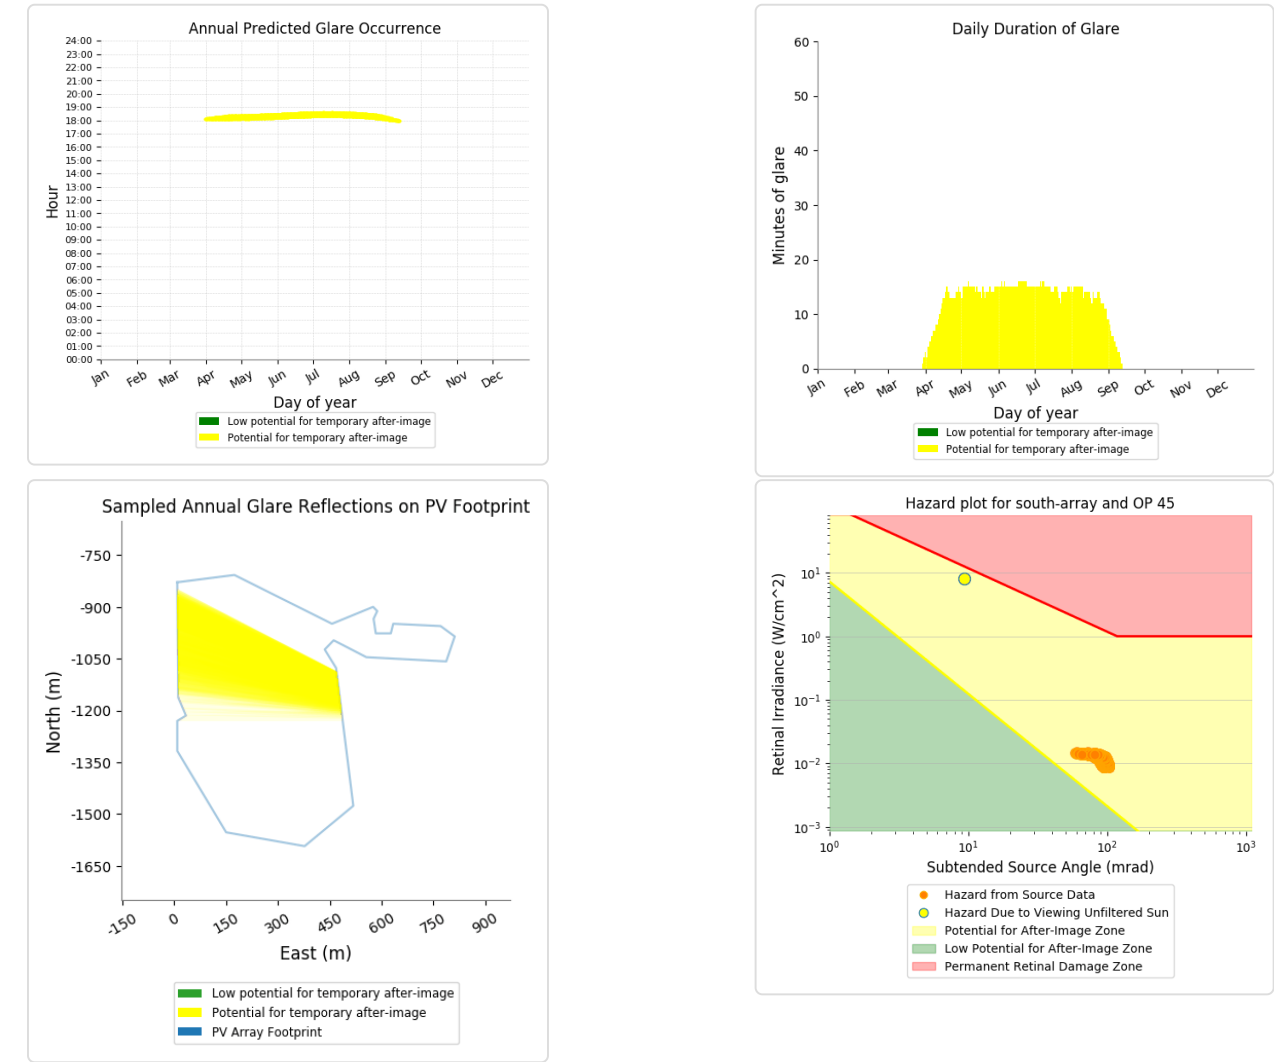 Annual Predicted Glare Occurrence
24:00
23:00
22:00
21:00
20:00
19:00
18:00
17:00
16:00
15:00
14:00
13:00
12:00
11:00
10:00
09:00
08:00
07:00
06:00
05:00
04:00
03:00
02:00
01:00
00:00
Hour
Jan Feb Mar Apr May Jun Jul Aug Sep Oct Nov Dec
Day of year
Low potential for temporary after-image
Potential for temporary after-image
Daily Duration of Glare
60
50
40
30
20
10
0
Minutes of glare
Jan Feb Mar Apr May Jun Jul Aug Sep Oct Nov Dec
Day of year
Low potential for temporary after-image
Potential for temporary after-image
Sampled Annual Glare Reflections on PV Footprint
-750
-900
-1050
-1200
-1350
-1500
-1650
North (m)
-150 0 150 300 450 600 750 900
East (m)
Low potential for temporary after-image
Potential for temporary after-image
PV Array Footprint
Hazard plot for south-array and OP 45
10^1
10^0
10^-1
10^-2
10^-3
Retinal Irradiance (W/cm^2)
10^0 10^1 10^2 10^3
Subtended Source Angle (mrad)
Hazard from Source Data
Hazard Due to Viewing Unfiltered Sun
Potential for After-Image Zone
Low Potential for After-Image Zone
Permanent Retinal Damage Zone